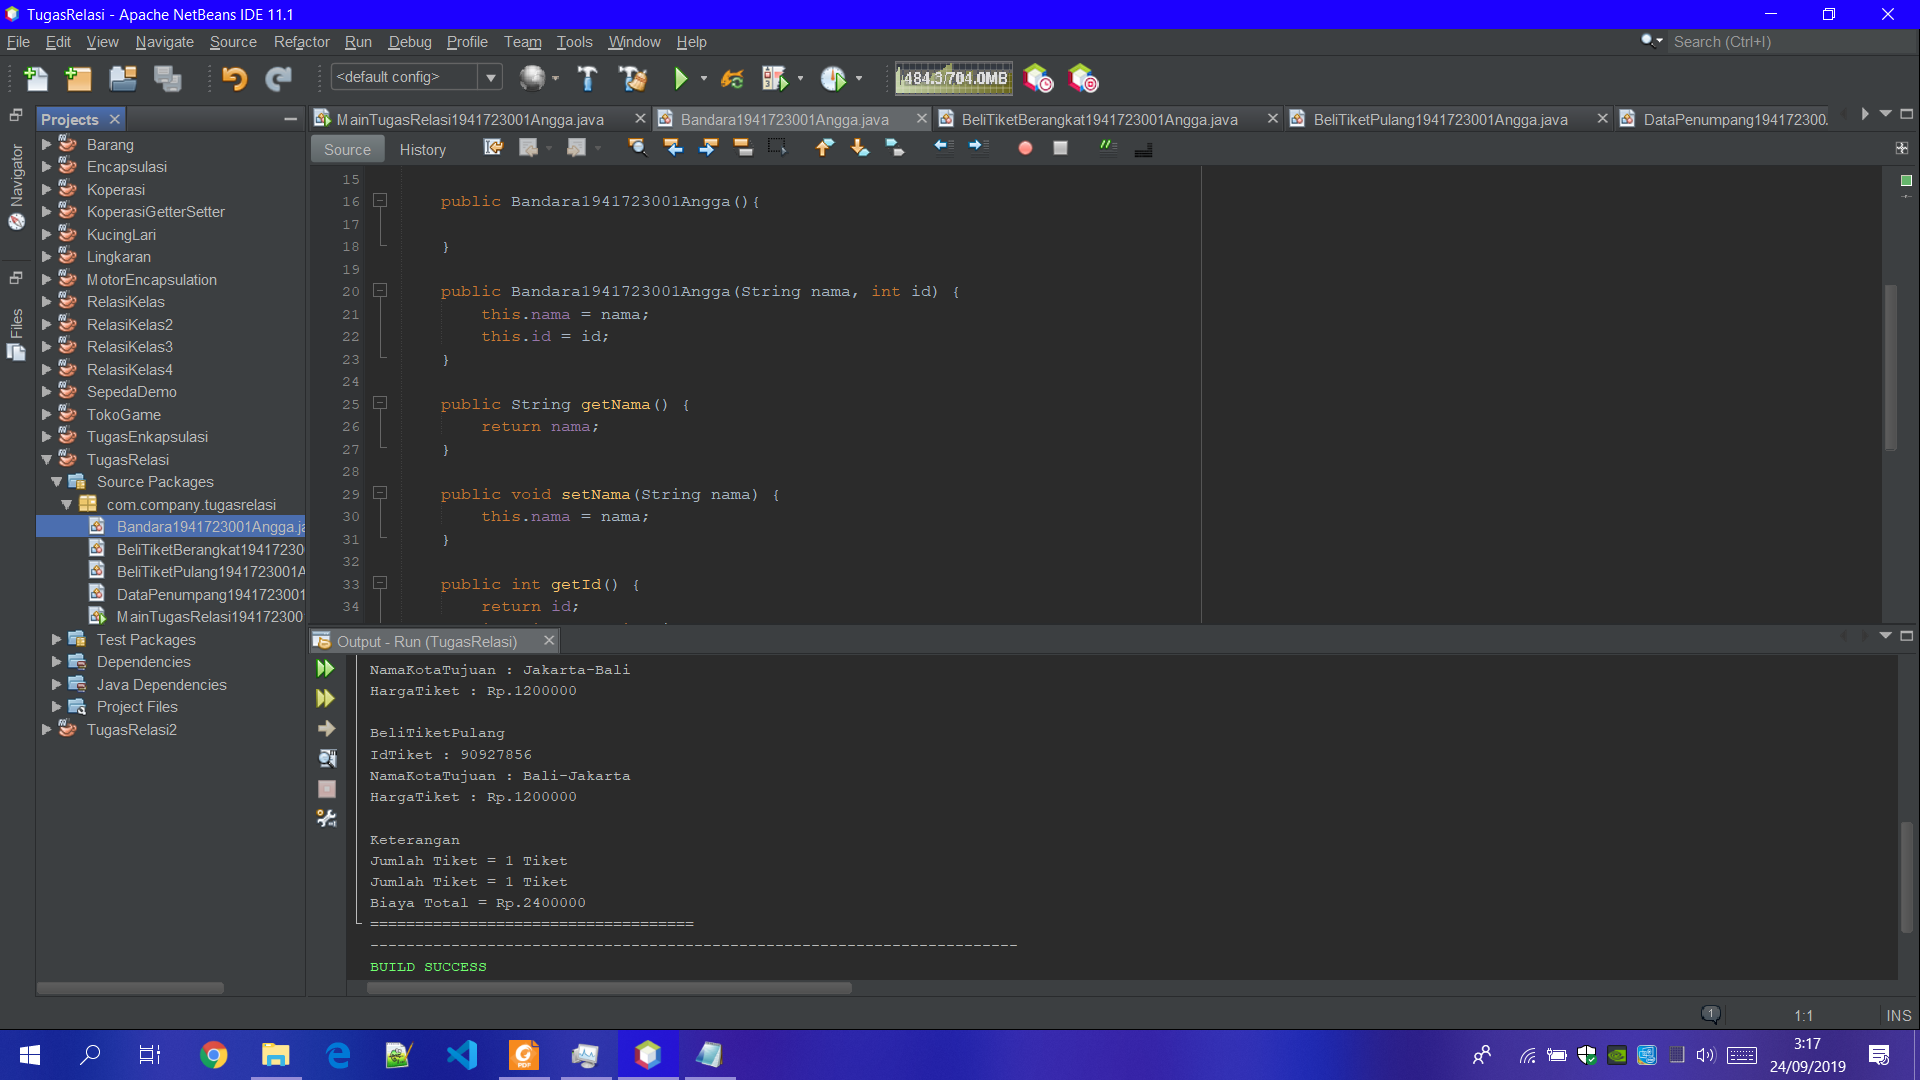 TugasRelasi - Apache NetBeans IDE 11.1
File Edit View Navigate Source Refactor Run Debug Profile Team Tools Window Help
Search (Ctrl+I)
<default config>
484.3/704.0MB
Projects
MainTugasRelasi1941723001Angga.java
Bandara1941723001Angga.java
BeliTiketBerangkat1941723001Angga.java
BeliTiketPulang1941723001Angga.java
DataPenumpang194172300
Source History
Navigator
Files
Barang
Encapsulasi
Koperasi
KoperasiGetterSetter
KucingLari
Lingkaran
MotorEncapsulation
RelasiKelas
RelasiKelas2
RelasiKelas3
RelasiKelas4
SepedaDemo
TokoGame
TugasEnkapsulasi
TugasRelasi
Source Packages
com.company.tugasrelasi
Bandara1941723001Angga.ja
BeliTiketBerangkat19417230
BeliTiketPulang1941723001A
DataPenumpang1941723001
MainTugasRelasi194172300
Test Packages
Dependencies
Java Dependencies
Project Files
TugasRelasi2
15
16 public Bandara1941723001Angga(){
17
18 }
19
20 public Bandara1941723001Angga(String nama, int id) {
21 this.nama = nama;
22 this.id = id;
23 }
24
25 public String getNama() {
26 return nama;
27 }
28
29 public void setNama(String nama) {
30 this.nama = nama;
31 }
32
33 public int getId() {
34 return id;
Output - Run (TugasRelasi)
NamaKotaTujuan : Jakarta-Bali
HargaTiket : Rp.1200000
BeliTiketPulang
IdTiket : 90927856
NamaKotaTujuan : Bali-Jakarta
HargaTiket : Rp.1200000
Keterangan
Jumlah Tiket = 1 Tiket
Jumlah Tiket = 1 Tiket
Biaya Total = Rp.2400000
====================================
------------------------------------------------------------------------
BUILD SUCCESS
1
1:1
INS
3:17
24/09/2019